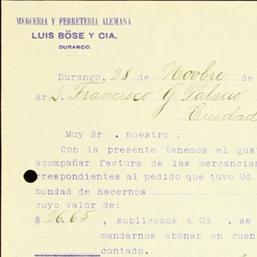 MERCERIA Y FERRETERIA ALEMANA
LUIS BÖSE Y CIA.
DURANGO.
Durango, 28 de Novbre de
Sr. D. Francisco G. Palacio
Ciudad
Muy Sr . nuestro :
Con la presente tenemos el gus
acompañar factura de las mercancias
rrespondientes al pedido que tuvo Ud
bondad de hacernos
cuyo valor de:
$ 26.65, suplicamos a Ud . se
mandarnos abonar en cuen
contado.